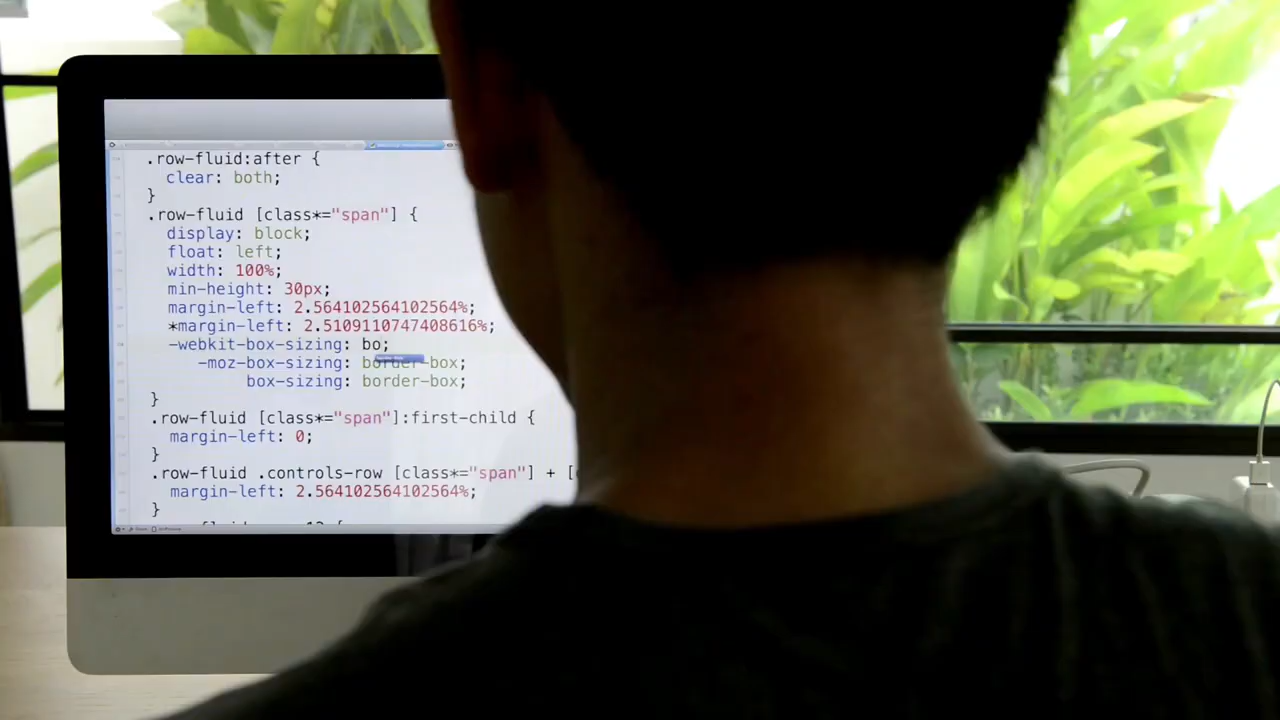 .row-fluid:after {
clear: both;
}
.row-fluid [class*="span"] {
display: block;
float: left;
width: 100%;
min-height: 30px;
margin-left: 2.564102564102564%;
*margin-left: 2.5109110747408616%;
-webkit-box-sizing: bo;
-moz-box-sizing: border-box;
box-sizing: border-box;
}
.row-fluid [class*="span"]:first-child {
margin-left: 0;
}
.row-fluid .controls-row [class*="span"] + [
margin-left: 2.564102564102564%;
}